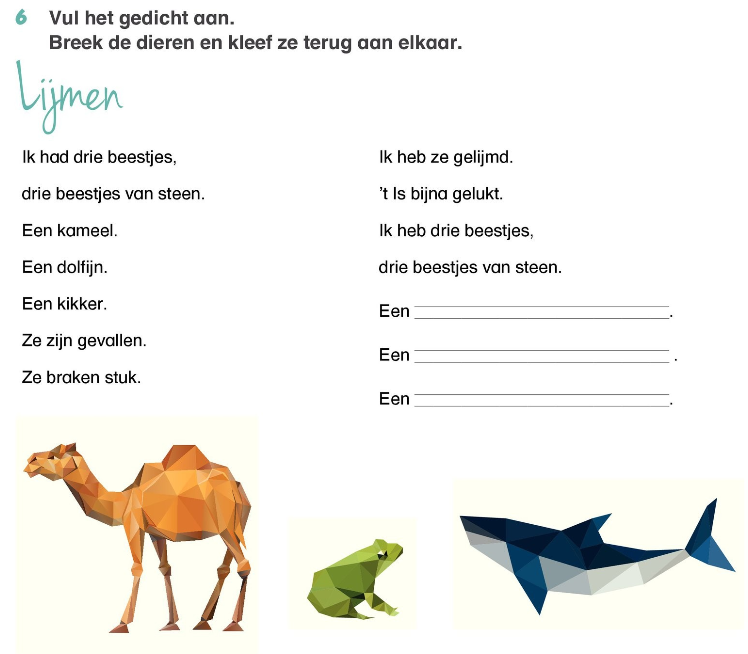 6 Vul het gedicht aan.
Breek de dieren en kleef ze terug aan elkaar.
Lijmen
Ik had drie beestjes,
drie beestjes van steen.
Een kameel.
Een dolfijn.
Een kikker.
Ze zijn gevallen.
Ze braken stuk.
Ik heb ze gelijmd.
’t Is bijna gelukt.
Ik heb drie beestjes,
drie beestjes van steen.
Een .
Een .
Een .